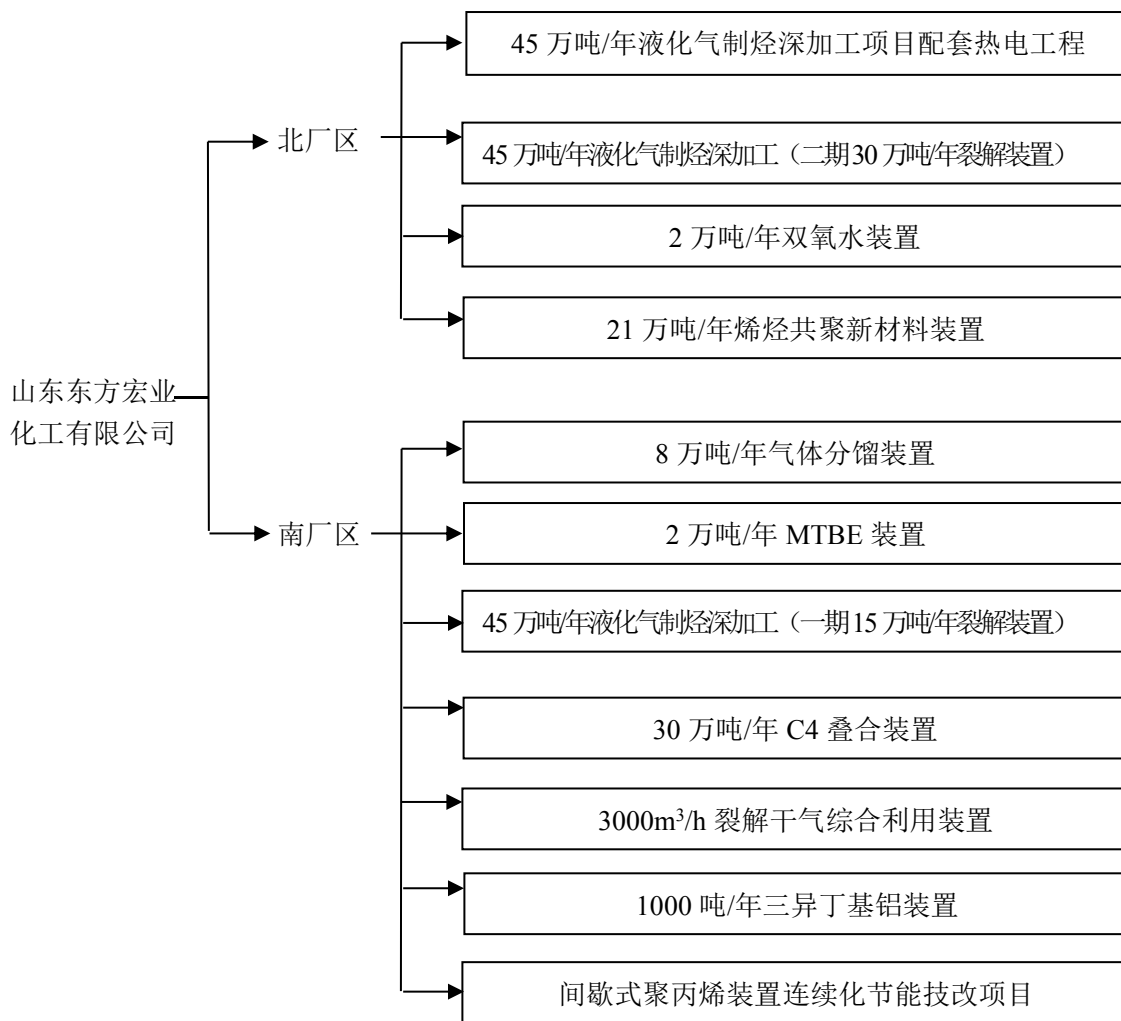 45 万吨/年液化气制烃深加工项目配套热电工程
北厂区
45 万吨/年液化气制烃深加工（二期 30 万吨/年裂解装置）
2 万吨/年双氧水装置
21 万吨/年烯烃共聚新材料装置
山东东方宏业
化工有限公司
8 万吨/年气体分馏装置
南厂区
2 万吨/年 MTBE 装置
45 万吨/年液化气制烃深加工（一期 15 万吨/年裂解装置）
30 万吨/年 C4 叠合装置
3000m³/h 裂解干气综合利用装置
1000 吨/年三异丁基铝装置
间歇式聚丙烯装置连续化节能技改项目